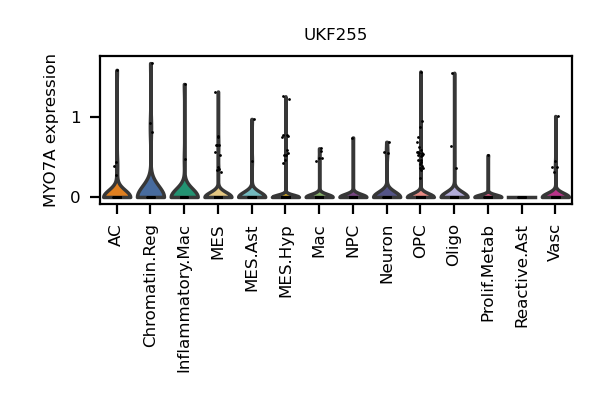 UKF255
MYO7A expression
1
0
AC
Chromatin.Reg
Inflammatory.Mac
MES
MES.Ast
MES.Hyp
Mac
NPC
Neuron
OPC
Oligo
Prolif.Metab
Reactive.Ast
Vasc